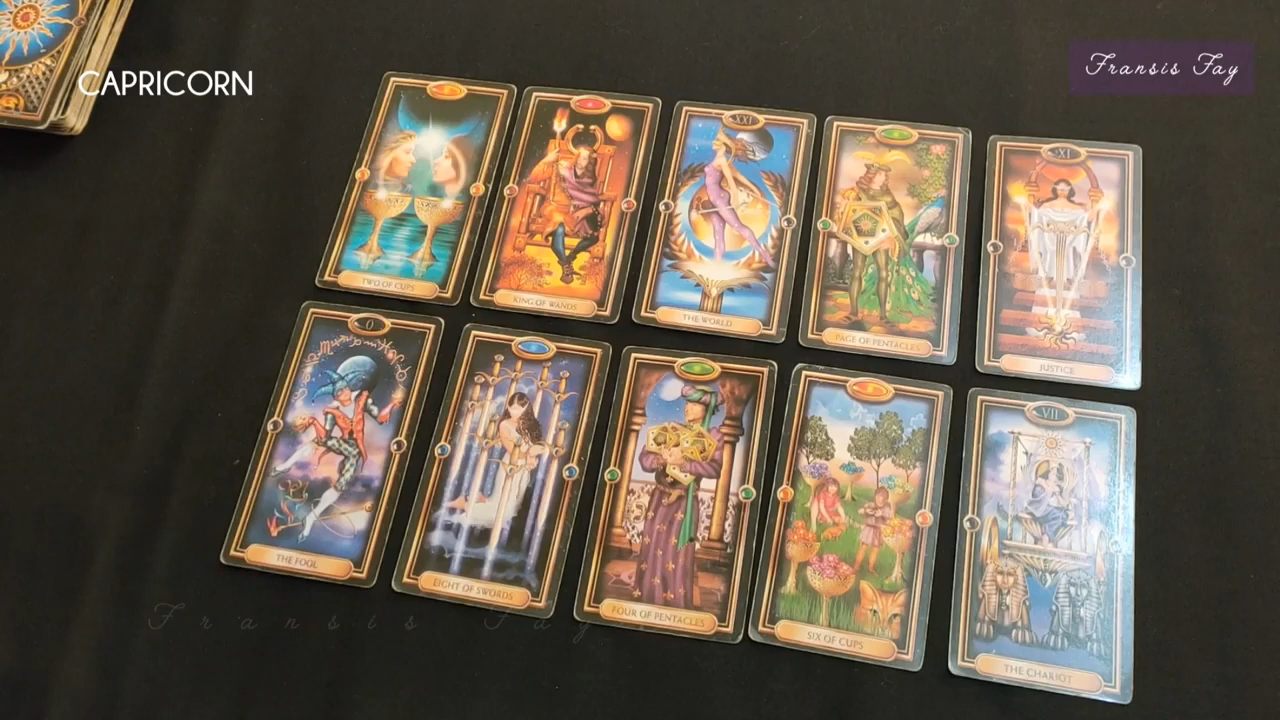 CAPRICORN
Fransis Fay
XXI
XI
TWO OF CUPS
KING OF WANDS
THE WORLD
PAGE OF PENTACLES
JUSTICE
0
VII
THE FOOL
EIGHT OF SWORDS
FOUR OF PENTACLES
SIX OF CUPS
THE CHARIOT
Fransis Fay